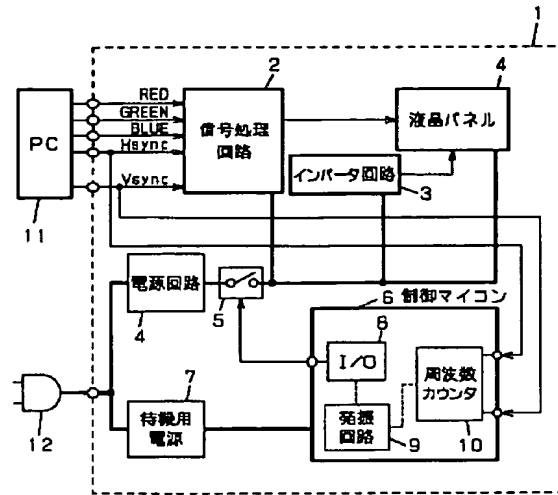 1
RED
GREEN
BLUE
Hsync
Vsync
PC
11
2
信号処理
回路
4
液晶パネル
インバータ回路
3
電源回路
4
5
6 制御マイコン
8
I/O
発振
回路
9
周波数
カウンタ
10
7
待機用
電源
12